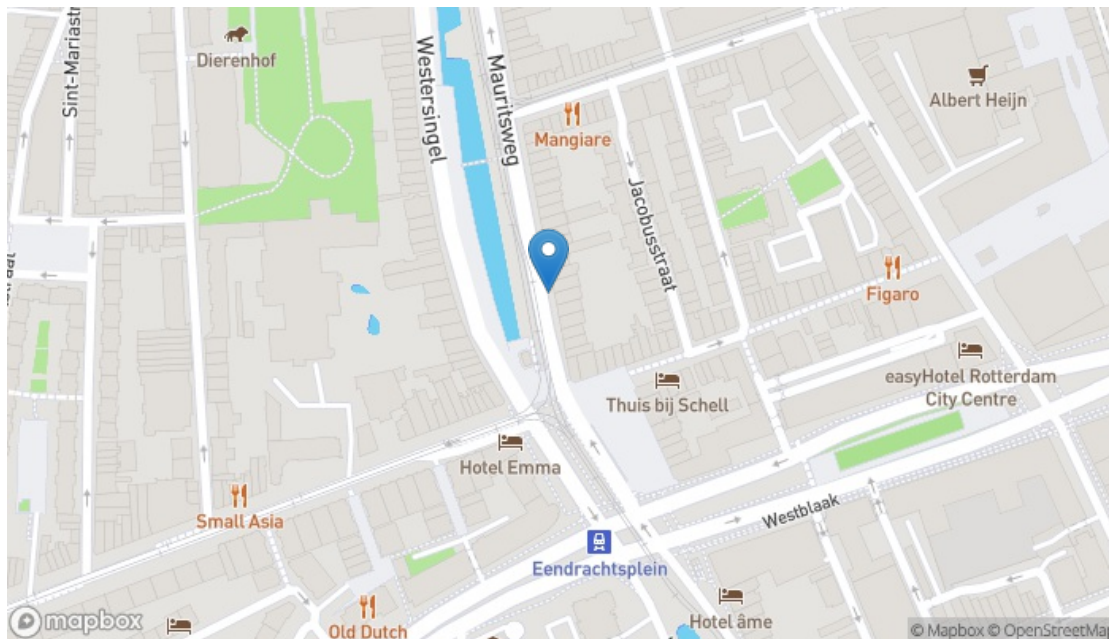 Sint-Mariastr
Dierenhof
Westersingel
Mauritsweg
Mangiare
Albert Heijn
Jacobusstraat
Figaro
easyHotel Rotterdam
City Centre
Thuis bij Schell
Hotel Emma
Small Asia
Westblaak
Eendrachtsplein
Old Dutch
Hotel âme
mapbox
© Mapbox © OpenStreetMap